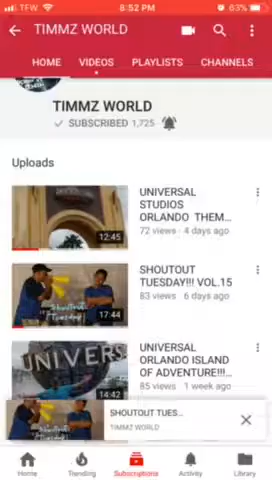 TFW 8:52 PM 63%
TIMMZ WORLD
HOME VIDEOS PLAYLISTS CHANNELS
TIMMZ WORLD
SUBSCRIBED 1,725
Uploads
UNIVERSAL
STUDIOS
ORLANDO THEM...
72 views · 4 days ago
12:45
SHOUTOUT
TUESDAY!!! VOL.15
83 views · 6 days ago
Shoutout
Tuesday!
17:44
UNIVERSAL
ORLANDO ISLAND
OF ADVENTURE!!!...
85 views · 1 week ago
UNIVERS
14:42
SHOUTOUT TUES...
TIMMZ WORLD
Home Trending Subscriptions Activity Library